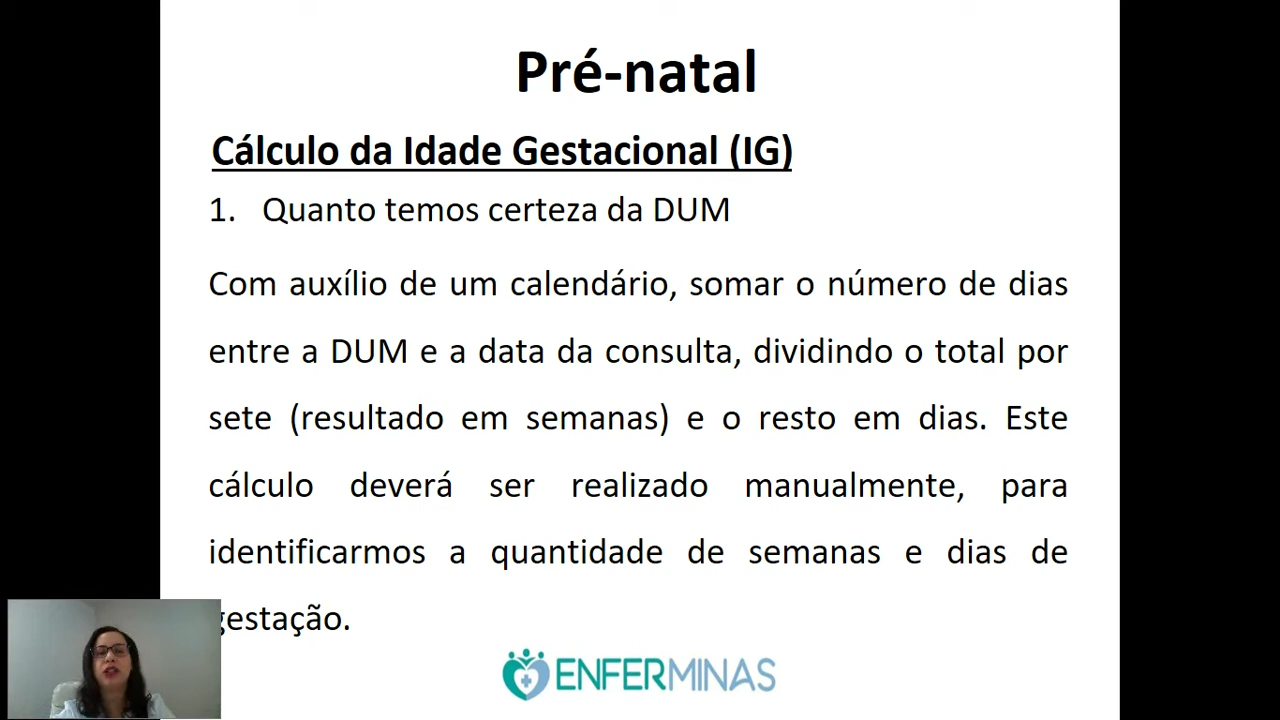 Pré-natal
Cálculo da Idade Gestacional (IG)
1. Quanto temos certeza da DUM
Com auxílio de um calendário, somar o número de dias
entre a DUM e a data da consulta, dividindo o total por
sete (resultado em semanas) e o resto em dias. Este
cálculo deverá ser realizado manualmente, para
identificarmos a quantidade de semanas e dias de
gestação.
ENFERMINAS